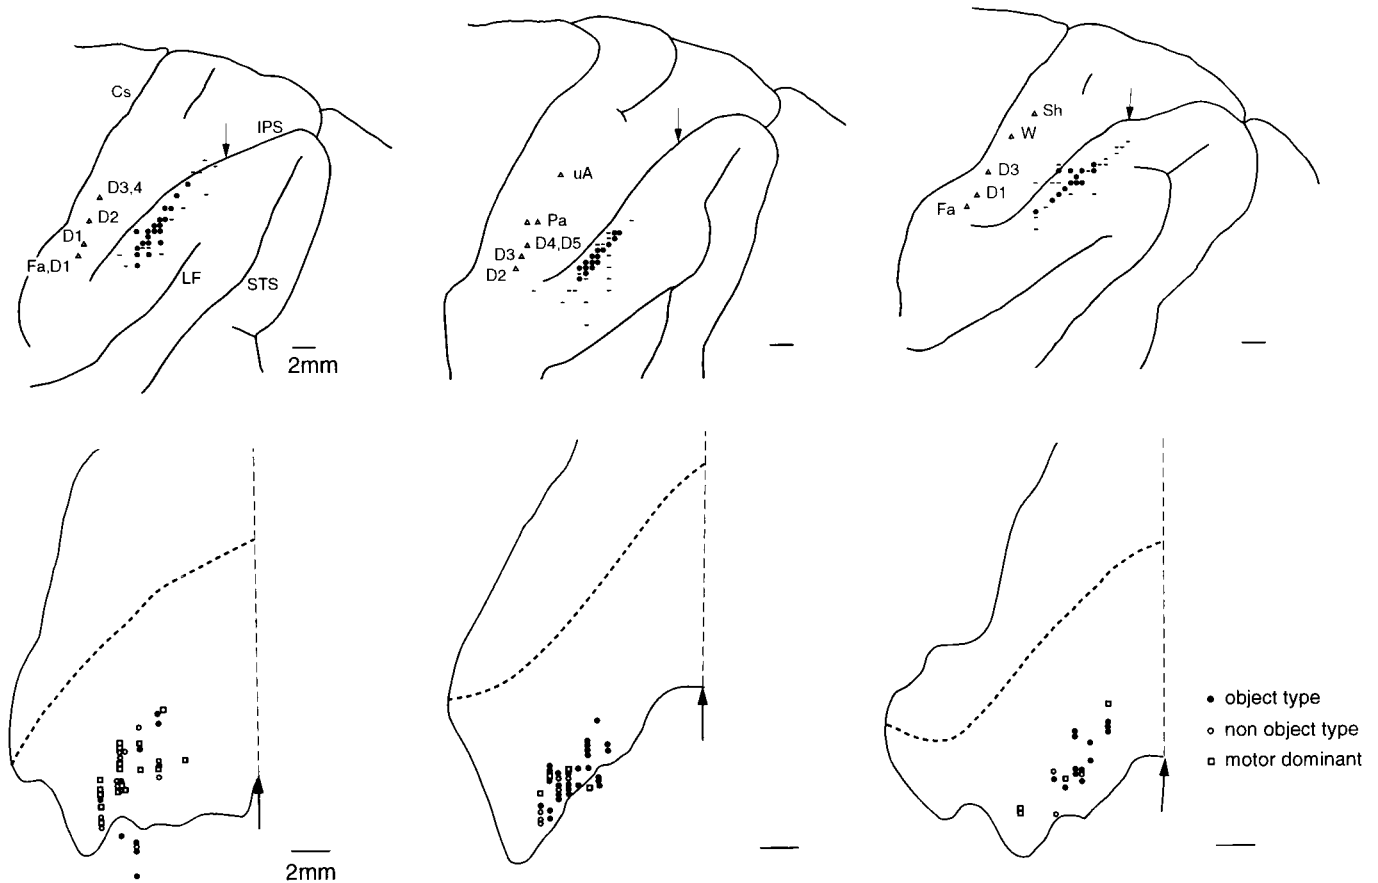 Cs
IPS
D3,4
D2
D1
Fa,D1
LF
STS
2mm
uA
Pa
D4,D5
D3
D2
Sh
W
D3
D1
Fa
object type
non object type
motor dominant
2mm